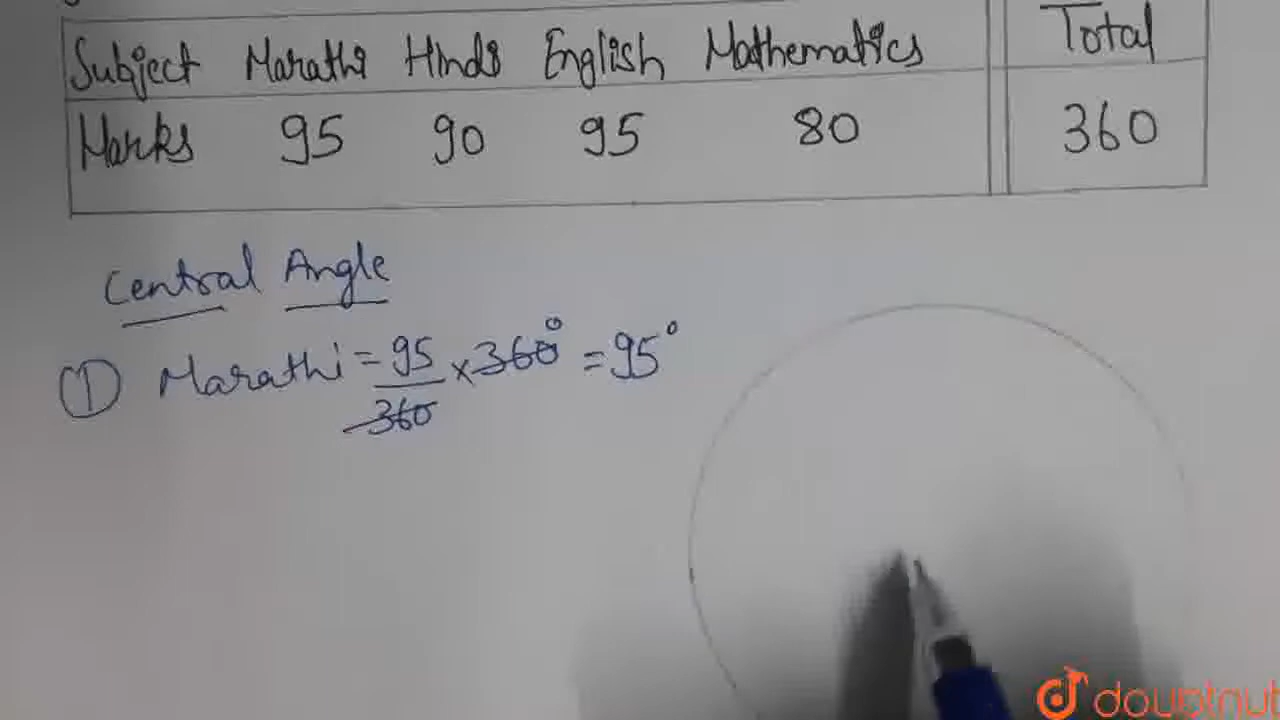 Subject Marathi Hindi English Mathematics Total
Marks 95 90 95 80 360
Central Angle
① Marathi = 95/360 × 360° = 95°
doubtnut